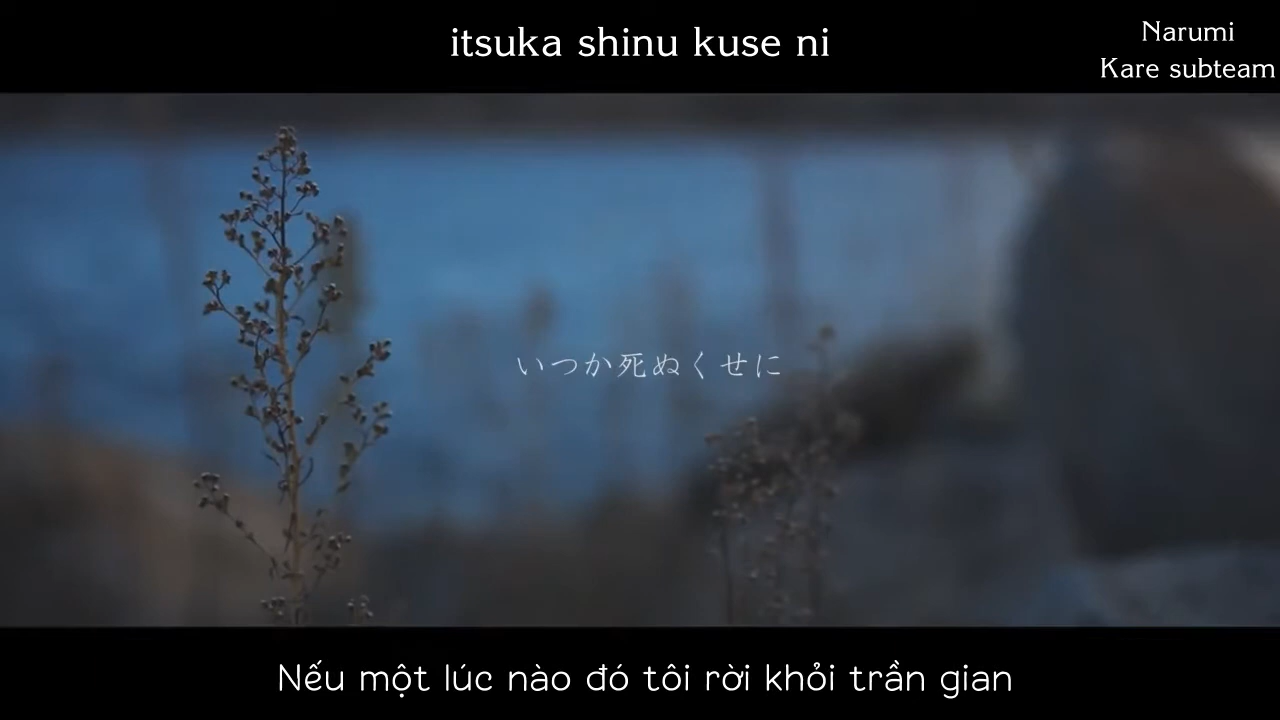 itsuka shinu kuse ni
Narumi
Kare subteam
いつか死ぬくせに
Nếu một lúc nào đó tôi rời khỏi trần gian